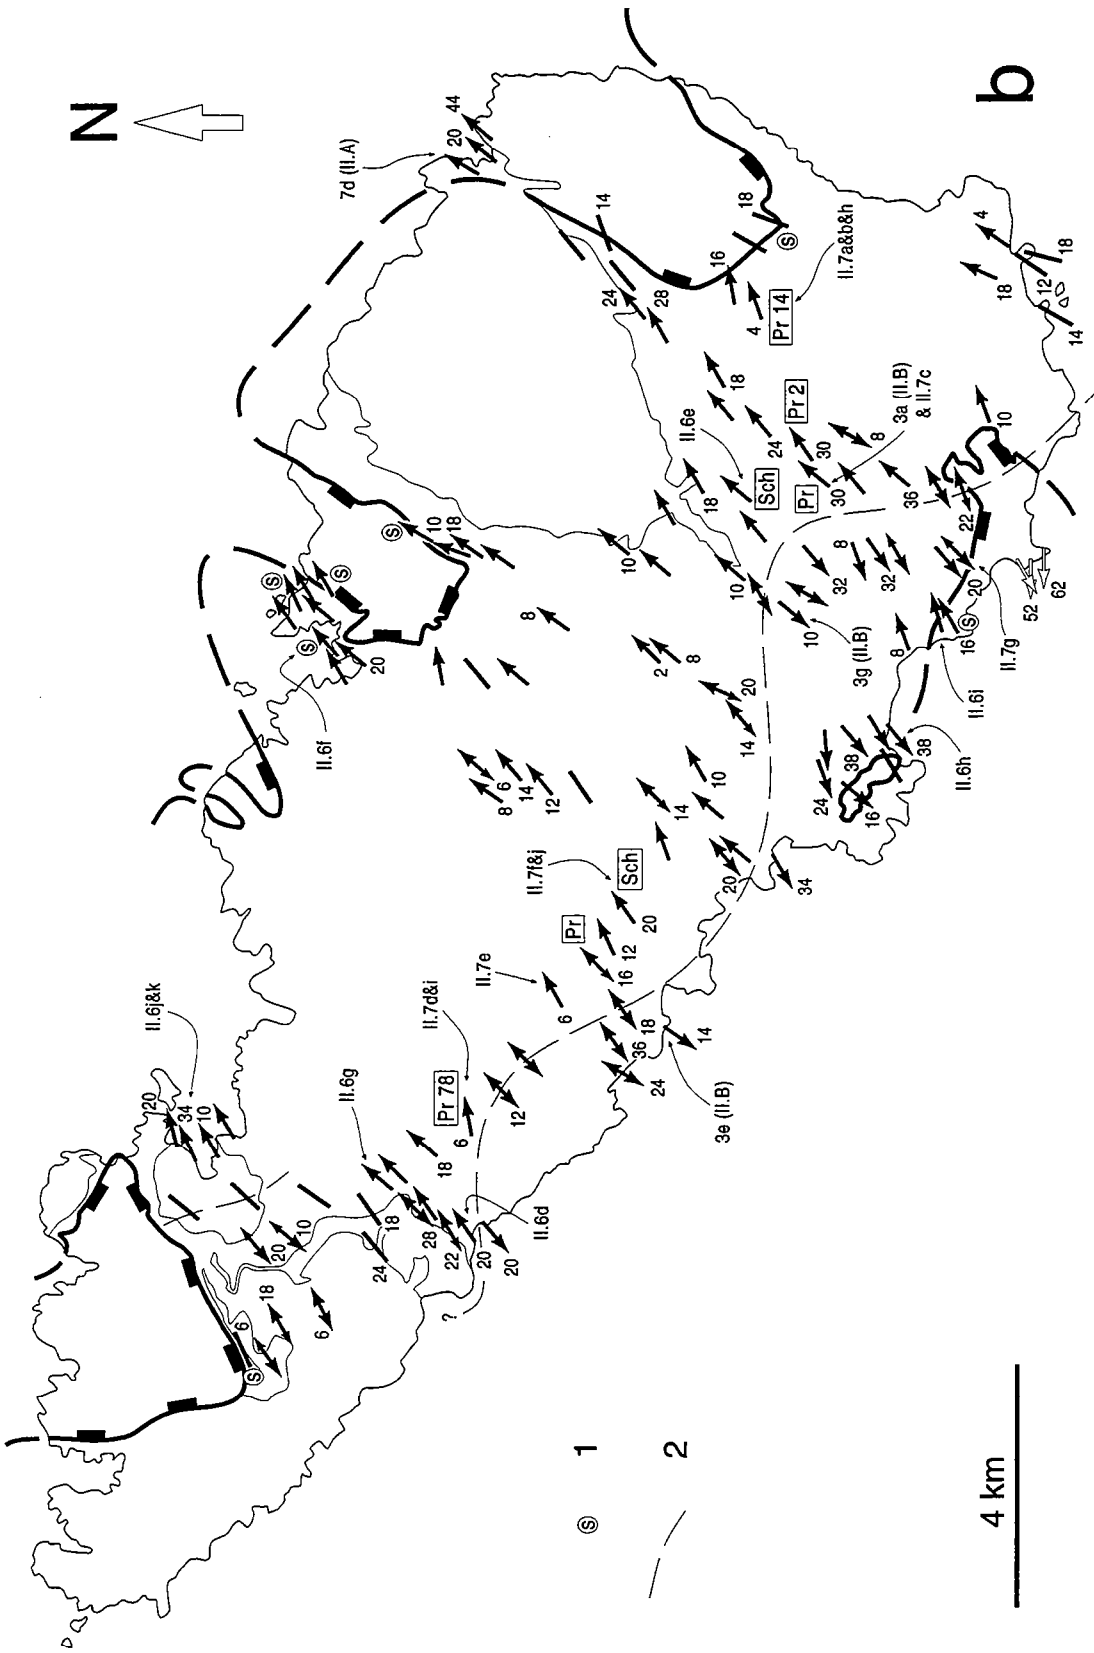 N
b
44
20
7d (II.A)
14
18
S
16
28
24
4
Pr 14
II.7a&b&h
4
18
18
12
14
18
24
Pr 2
II.6e
Sch
Pr
30
30
3a (II.B)
& II.7c
8
36
10
22
18
S
10
18
S
S
S
20
II.6f
10
8
10
32
8
32
20
52
62
II.7g
10
3g (II.B)
8
16
S
II.6i
2
8
20
14
10
14
6
8
14
12
38
38
24
16
II.6h
20
34
II.7f&j
Sch
20
Pr
12
16
II.7e
6
18
36
24
14
3e (II.B)
II.7d&i
Pr 78
6
12
II.6j&k
20
34
10
II.6g
18
18
28
24
22
20
20
II.6d
10
20
18
6
6
S
?
S
1
2
4 km